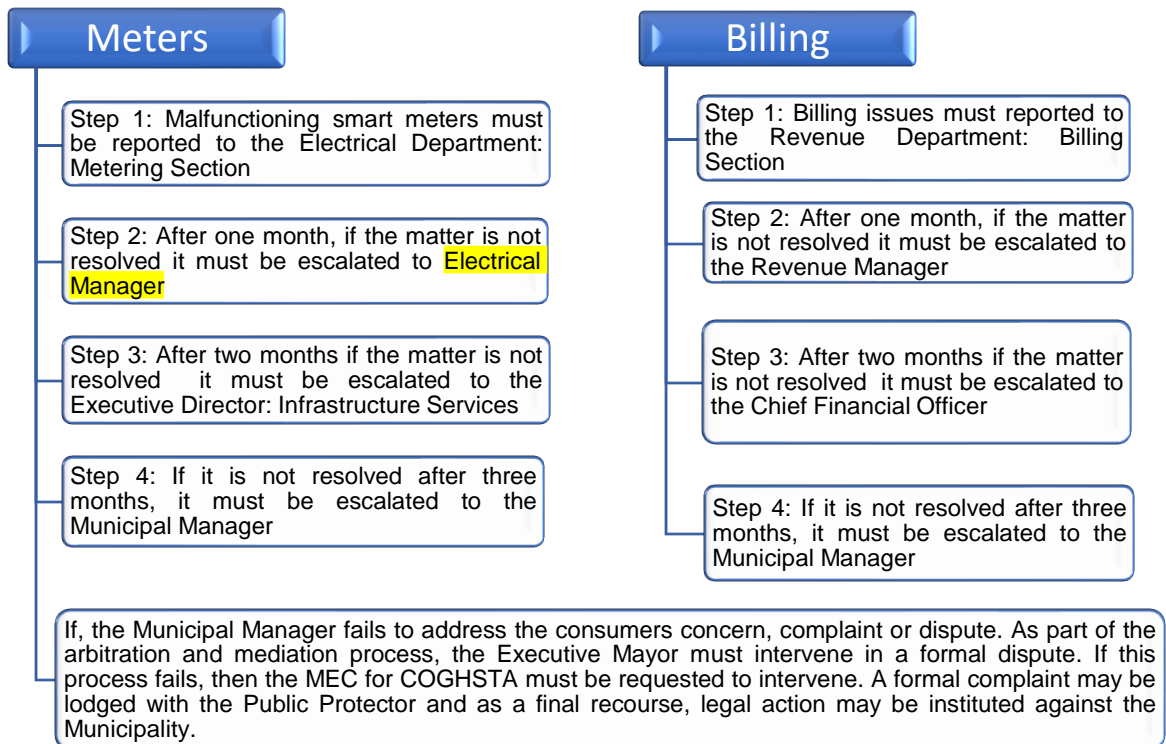 Meters
Step 1: Malfunctioning smart meters must
be reported to the Electrical Department:
Metering Section
Step 2: After one month, if the matter is not
resolved it must be escalated to Electrical
Manager
Step 3: After two months if the matter is not
resolved it must be escalated to the
Executive Director: Infrastructure Services
Step 4: If it is not resolved after three
months, it must be escalated to the
Municipal Manager
Billing
Step 1: Billing issues must reported to
the Revenue Department: Billing
Section
Step 2: After one month, if the matter
is not resolved it must be escalated to
the Revenue Manager
Step 3: After two months if the matter
is not resolved it must be escalated to
the Chief Financial Officer
Step 4: If it is not resolved after three
months, it must be escalated to the
Municipal Manager
If, the Municipal Manager fails to address the consumers concern, complaint or dispute. As part of the
arbitration and mediation process, the Executive Mayor must intervene in a formal dispute. If this
process fails, then the MEC for COGHSTA must be requested to intervene. A formal complaint may be
lodged with the Public Protector and as a final recourse, legal action may be instituted against the
Municipality.